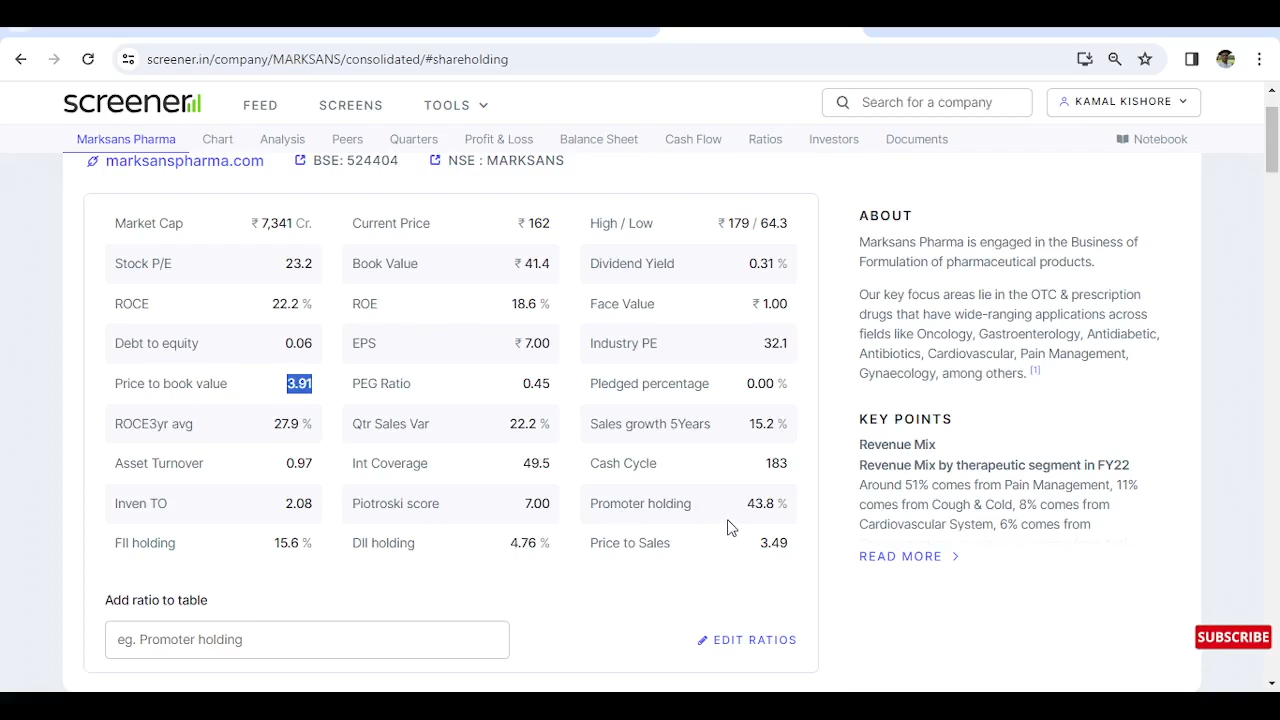 screener.in/company/MARKSANS/consolidated/#shareholding
screener FEED SCREENS TOOLS Search for a company KAMAL KISHORE
Marksans Pharma Chart Analysis Peers Quarters Profit & Loss Balance Sheet Cash Flow Ratios Investors Documents Notebook
marksanspharma.com BSE: 524404 NSE : MARKSANS
Market Cap ₹ 7,341 Cr. Current Price ₹ 162 High / Low ₹ 179 / 64.3
Stock P/E 23.2 Book Value ₹ 41.4 Dividend Yield 0.31 %
ROCE 22.2 % ROE 18.6 % Face Value ₹ 1.00
Debt to equity 0.06 EPS ₹ 7.00 Industry PE 32.1
Price to book value 3.91 PEG Ratio 0.45 Pledged percentage 0.00 %
ROCE3yr avg 27.9 % Qtr Sales Var 22.2 % Sales growth 5Years 15.2 %
Asset Turnover 0.97 Int Coverage 49.5 Cash Cycle 183
Inven TO 2.08 Piotroski score 7.00 Promoter holding 43.8 %
FII holding 15.6 % DII holding 4.76 % Price to Sales 3.49
Add ratio to table
eg. Promoter holding
EDIT RATIOS
ABOUT
Marksans Pharma is engaged in the Business of
Formulation of pharmaceutical products.
Our key focus areas lie in the OTC & prescription
drugs that have wide-ranging applications across
fields like Oncology, Gastroenterology, Antidiabetic,
Antibiotics, Cardiovascular, Pain Management,
Gynaecology, among others. [1]
KEY POINTS
Revenue Mix
Revenue Mix by therapeutic segment in FY22
Around 51% comes from Pain Management, 11%
comes from Cough & Cold, 8% comes from
Cardiovascular System, 6% comes from
READ MORE
SUBSCRIBE